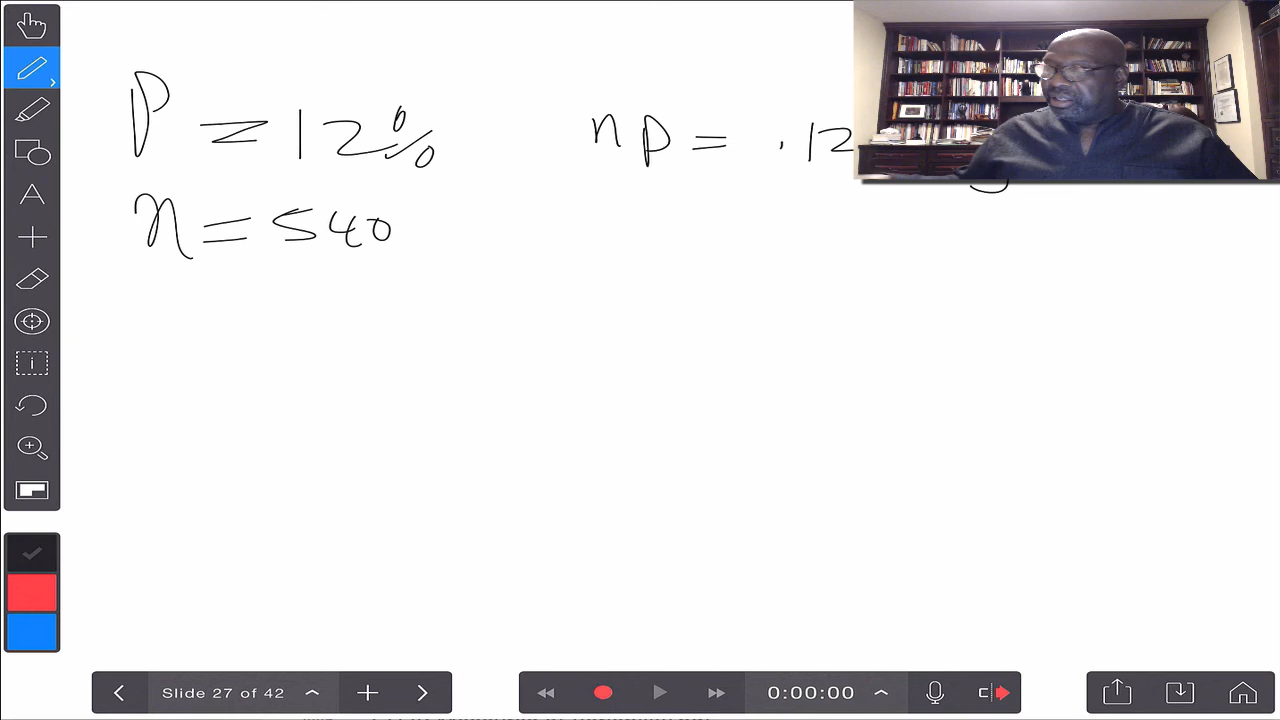 P = 12% np = .12
n = 540
Slide 27 of 42
0:00:00